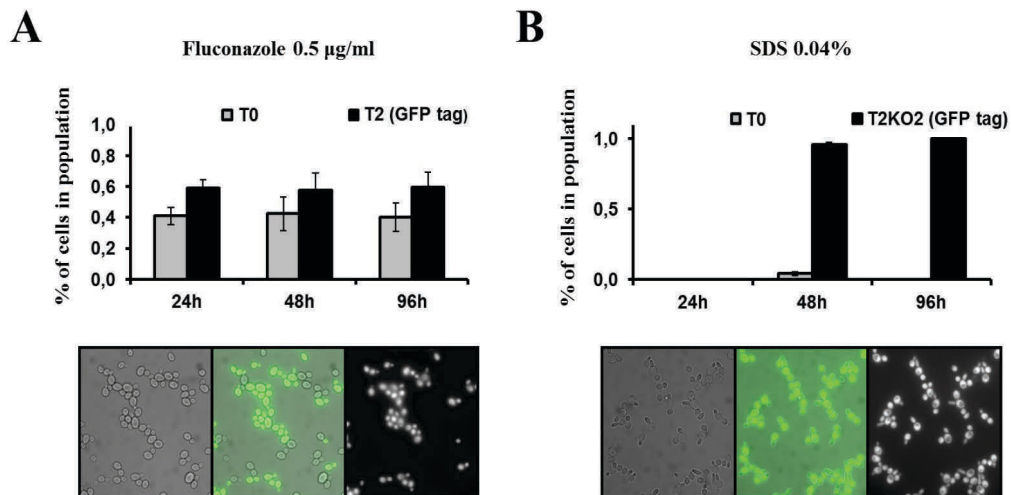 A
Fluconazole 0.5 µg/ml
% of cells in population
T0
T2 (GFP tag)
1,0
0,8
0,6
0,4
0,2
0,0
24h
48h
96h
B
SDS 0.04%
% of cells in population
T0
T2KO2 (GFP tag)
1.0
0.5
0.0
24h
48h
96h